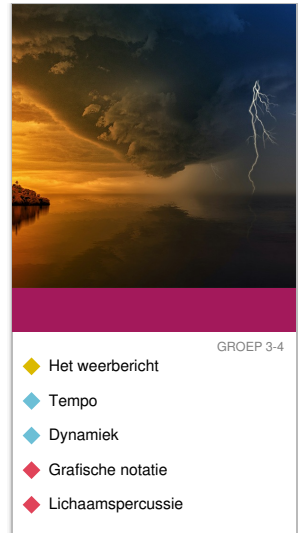 GROEP 3-4
Het weerbericht
Tempo
Dynamiek
Grafische notatie
Lichaamspercussie